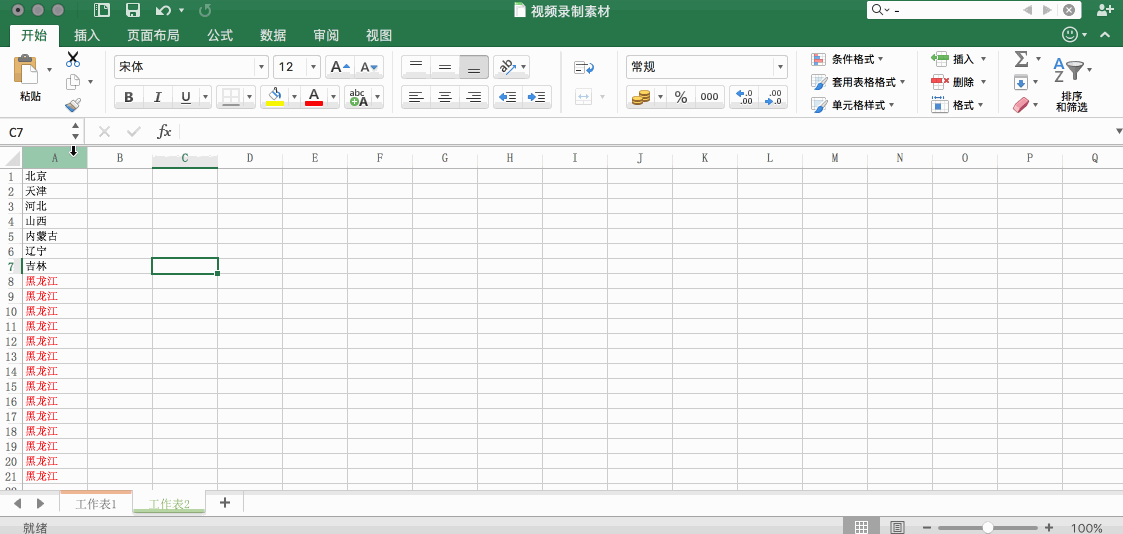 视频录制素材
-
开始 插入 页面布局 公式 数据 审阅 视图
粘贴
宋体 12 A A
B I U A abc A
ab
常规
% 000 .0 .00 .00 .0
条件格式
套用表格格式
单元格样式
插入
删除
格式
Σ
A Z
排序
和筛选
C7 fx
A B C D E F G H I J K L M N O P Q
1 北京
2 天津
3 河北
4 山西
5 内蒙古
6 辽宁
7 吉林
8 黑龙江
9 黑龙江
10 黑龙江
11 黑龙江
12 黑龙江
13 黑龙江
14 黑龙江
15 黑龙江
16 黑龙江
17 黑龙江
18 黑龙江
19 黑龙江
20 黑龙江
21 黑龙江
工作表1 工作表2 +
就绪 100%